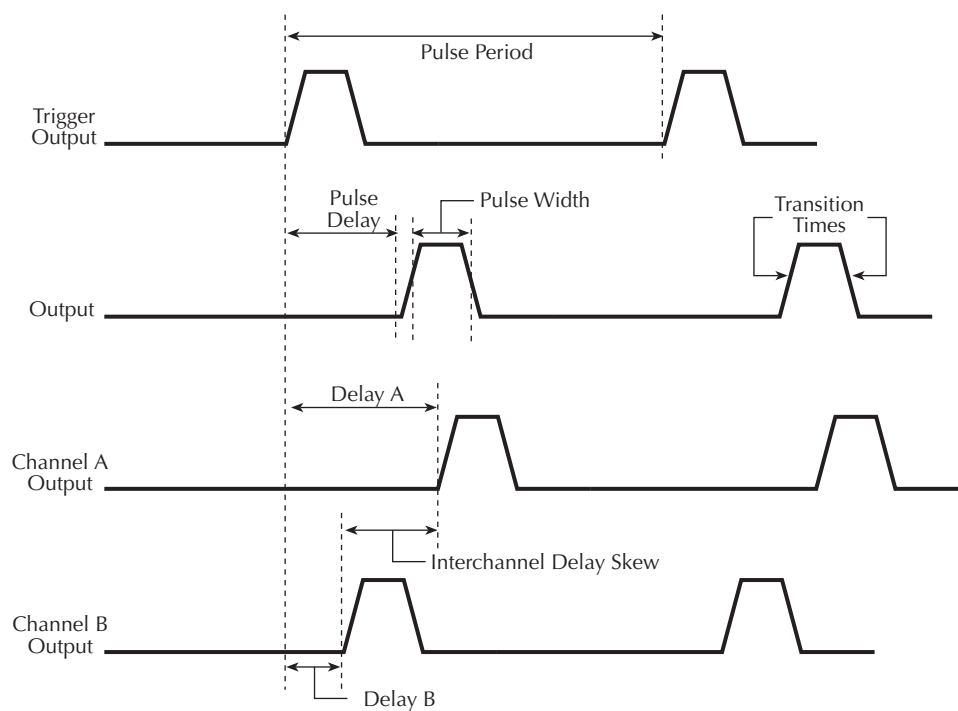 Pulse Period
Trigger
Output
Pulse
Delay
Pulse Width
Transition
Times
Output
Delay A
Channel A
Output
Interchannel Delay Skew
Channel B
Output
Delay B